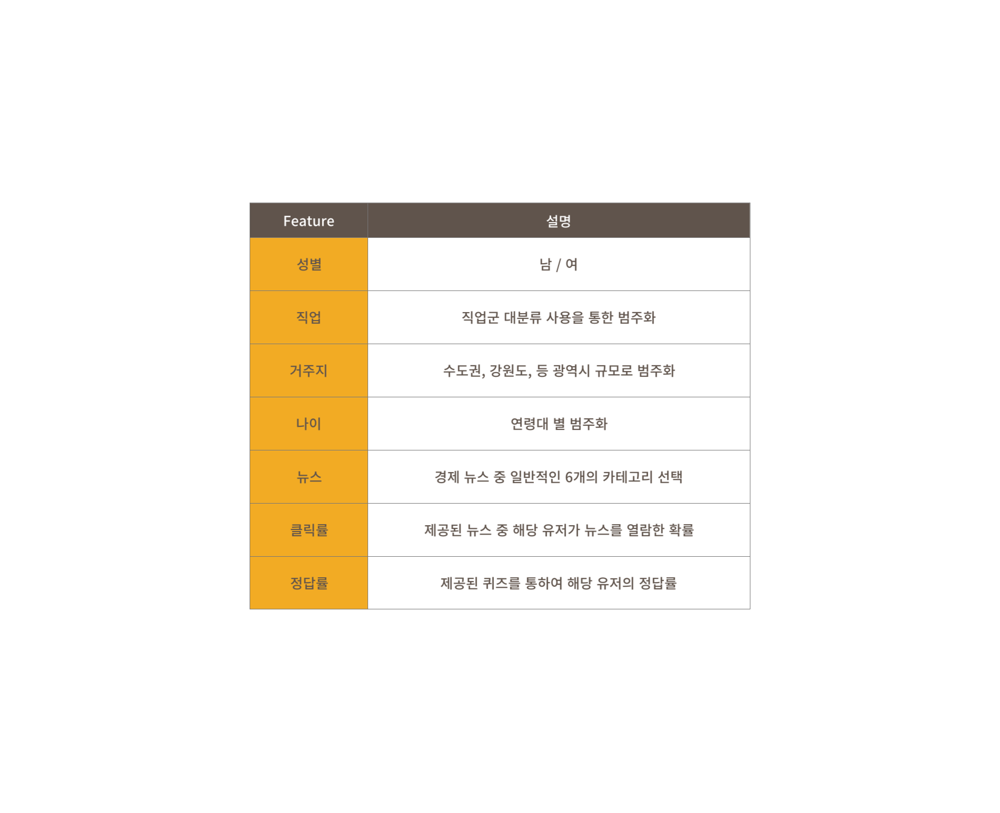 Feature 설명
성별 남 / 여
직업 직업군 대분류 사용을 통한 범주화
거주지 수도권, 강원도, 등 광역시 규모로 범주화
나이 연령대 별 범주화
뉴스 경제 뉴스 중 일반적인 6개의 카테고리 선택
클릭률 제공된 뉴스 중 해당 유저가 뉴스를 열람한 확률
정답률 제공된 퀴즈를 통하여 해당 유저의 정답률